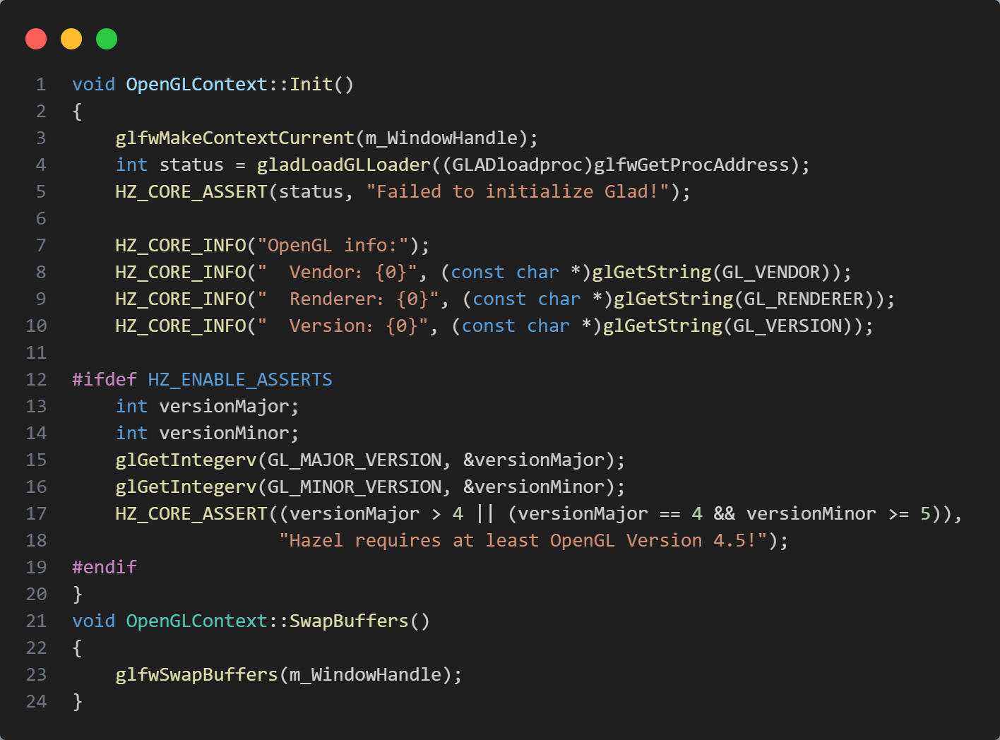 1 void OpenGLContext::Init()
2 {
3     glfwMakeContextCurrent(m_WindowHandle);
4     int status = gladLoadGLLoader((GLADloadproc)glfwGetProcAddress);
5     HZ_CORE_ASSERT(status, "Failed to initialize Glad!");
6
7     HZ_CORE_INFO("OpenGL info:");
8     HZ_CORE_INFO("  Vendor: {0}", (const char *)glGetString(GL_VENDOR));
9     HZ_CORE_INFO("  Renderer: {0}", (const char *)glGetString(GL_RENDERER));
10     HZ_CORE_INFO("  Version: {0}", (const char *)glGetString(GL_VERSION));
11
12 #ifdef HZ_ENABLE_ASSERTS
13     int versionMajor;
14     int versionMinor;
15     glGetIntegerv(GL_MAJOR_VERSION, &versionMajor);
16     glGetIntegerv(GL_MINOR_VERSION, &versionMinor);
17     HZ_CORE_ASSERT((versionMajor > 4 || (versionMajor == 4 && versionMinor >= 5)),
18                    "Hazel requires at least OpenGL Version 4.5!");
19 #endif
20 }
21 void OpenGLContext::SwapBuffers()
22 {
23     glfwSwapBuffers(m_WindowHandle);
24 }